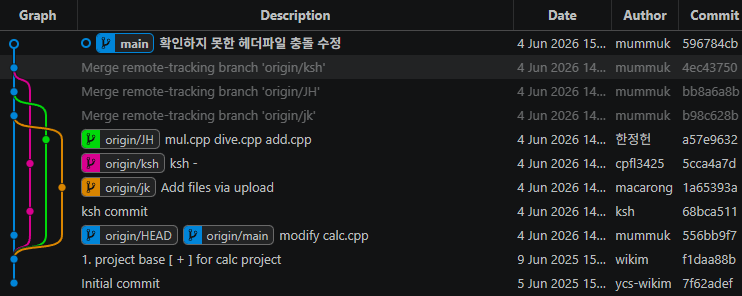 Graph Description Date Author Commit
main 확인하지 못한 헤더파일 충돌 수정 4 Jun 2026 15... mummuk 596784cb
Merge remote-tracking branch 'origin/ksh' 4 Jun 2026 14... mummuk 4ec43750
Merge remote-tracking branch 'origin/JH' 4 Jun 2026 14... mummuk bb8a6a8b
Merge remote-tracking branch 'origin/jk' 4 Jun 2026 14... mummuk b98c628b
origin/JH mul.cpp dive.cpp add.cpp 4 Jun 2026 14... 한정헌 a57e9632
origin/ksh ksh - 4 Jun 2026 14... cpfl3425 5cca4a7d
origin/jk Add files via upload 4 Jun 2026 14... macarong 1a65393a
ksh commit 4 Jun 2026 14... ksh 68bca511
origin/HEAD origin/main modify calc.cpp 4 Jun 2026 14... mummuk 556bb9f7
1. project base [ + ] for calc project 9 Jun 2025 15... wikim f1daa88b
Initial commit 5 Jun 2025 15... ycs-wikim 7f62adef